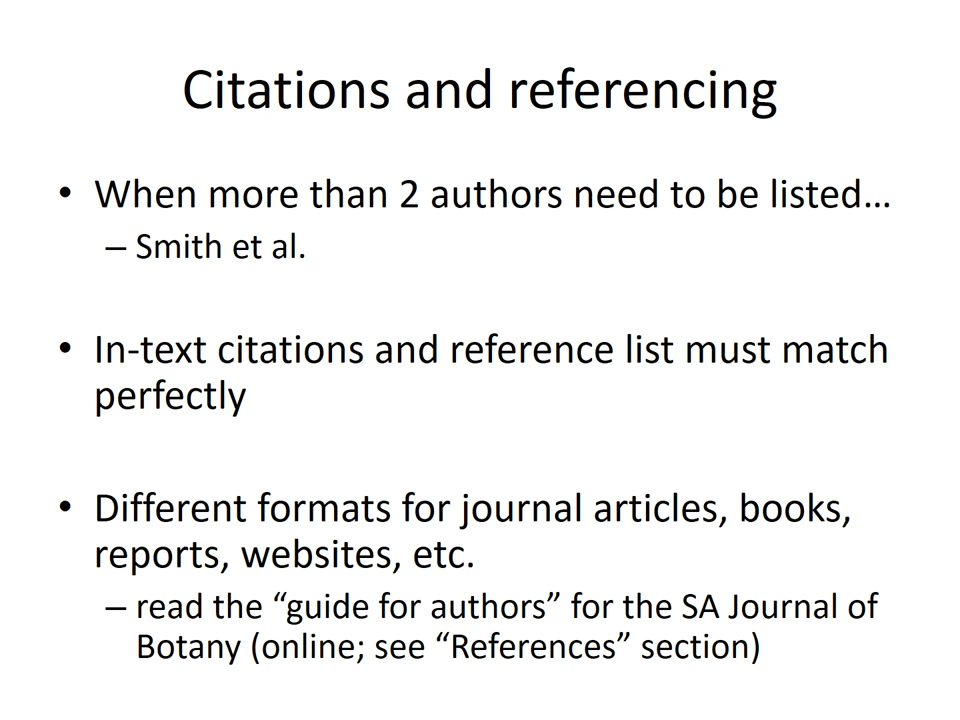 Citations and referencing
• When more than 2 authors need to be listed…
– Smith et al.
• In-text citations and reference list must match
perfectly
• Different formats for journal articles, books,
reports, websites, etc.
– read the “guide for authors” for the SA Journal of
Botany (online; see “References” section)